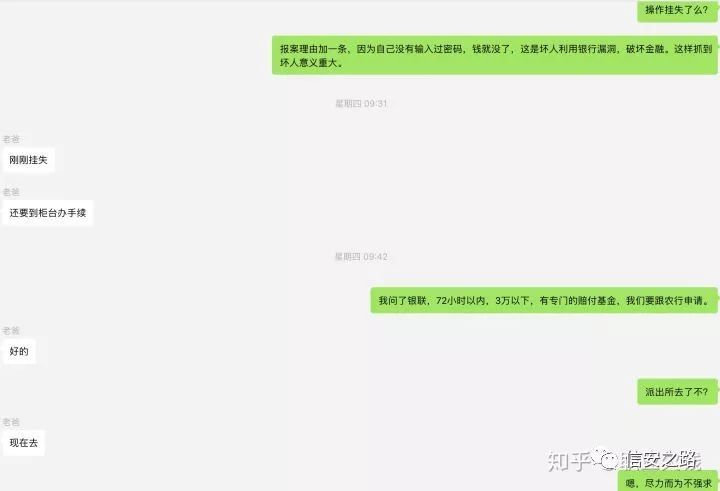 操作挂失了么？
报案理由加一条，因为自己没有输入过密码，钱就没了，这是坏人利用银行漏洞，破坏金融。这样抓到
坏人意义重大。
星期四 09:31
老爸
刚刚挂失
老爸
还要到柜台办手续
星期四 09:42
我问了银联，72小时以内，3万以下，有专门的赔付基金，我们要跟农行申请。
老爸
好的
派出所去了不？
老爸
现在去
知乎
信安之路
嗯，尽力而为不强求